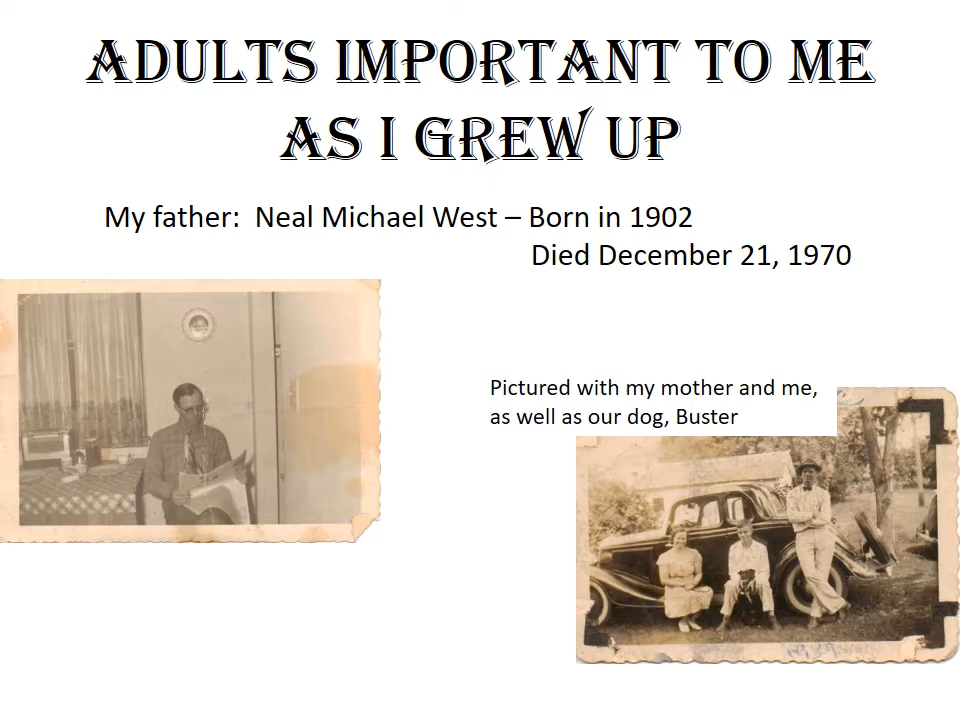 ADULTS IMPORTANT TO ME
AS I GREW UP
My father:  Neal Michael West – Born in 1902
Died December 21, 1970
Pictured with my mother and me,
as well as our dog, Buster